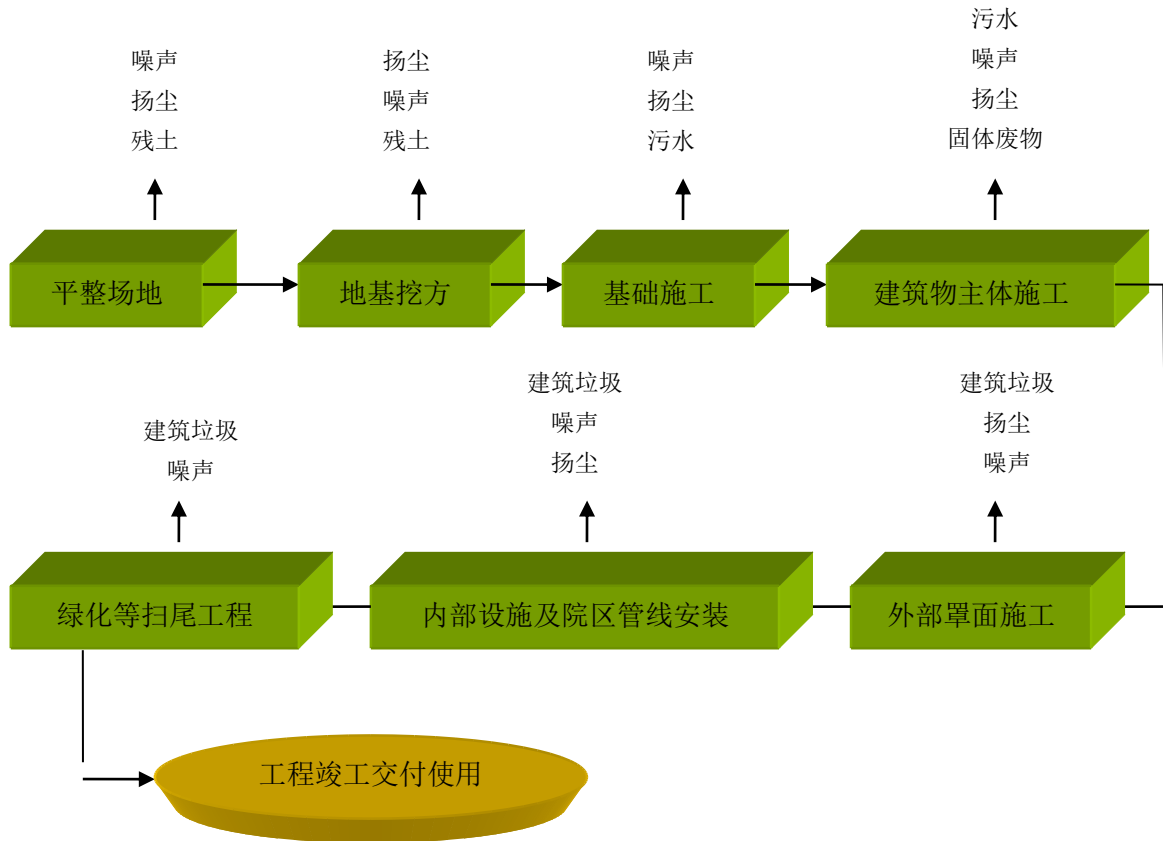 噪声
扬尘
残土
扬尘
噪声
残土
噪声
扬尘
污水
污水
噪声
扬尘
固体废物
平整场地
地基挖方
基础施工
建筑物主体施工
建筑垃圾
噪声
建筑垃圾
噪声
扬尘
建筑垃圾
扬尘
噪声
绿化等扫尾工程
内部设施及院区管线安装
外部罩面施工
工程竣工交付使用